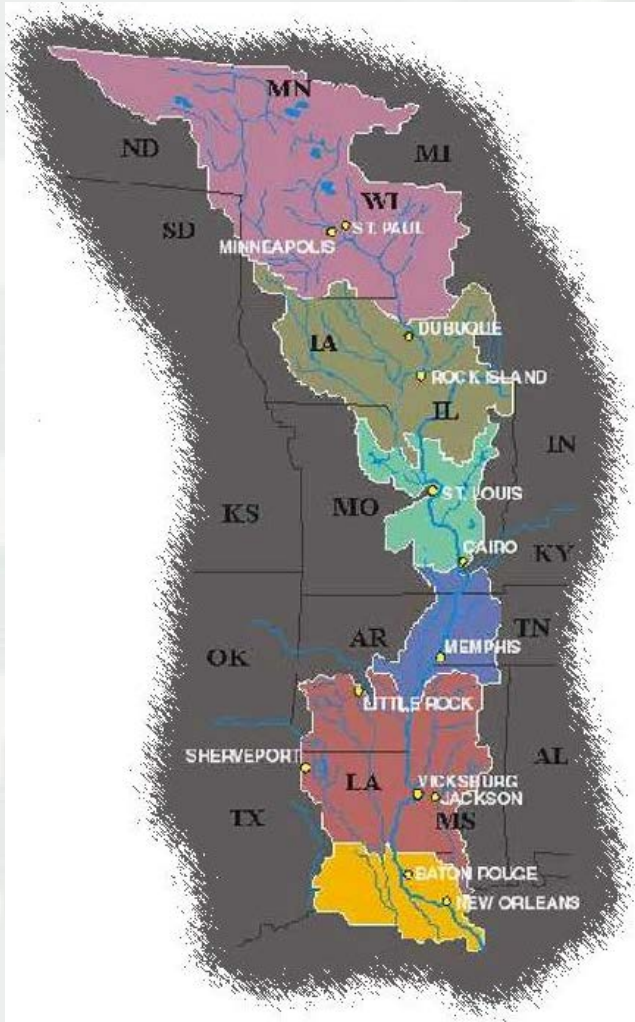 MN
ND
MI
WI
SD
ST. PAUL
MINNEAPOLIS
DUBUQUE
IA
ROCK ISLAND
IL
IN
ST. LOUIS
MO
KS
CAIRO
KY
TN
AR
MEMPHIS
OK
LITTLE ROCK
SHERVEPORT
AL
LA
VICKSBURG
JACKSON
TX
MS
BATON ROUGE
NEW ORLEANS